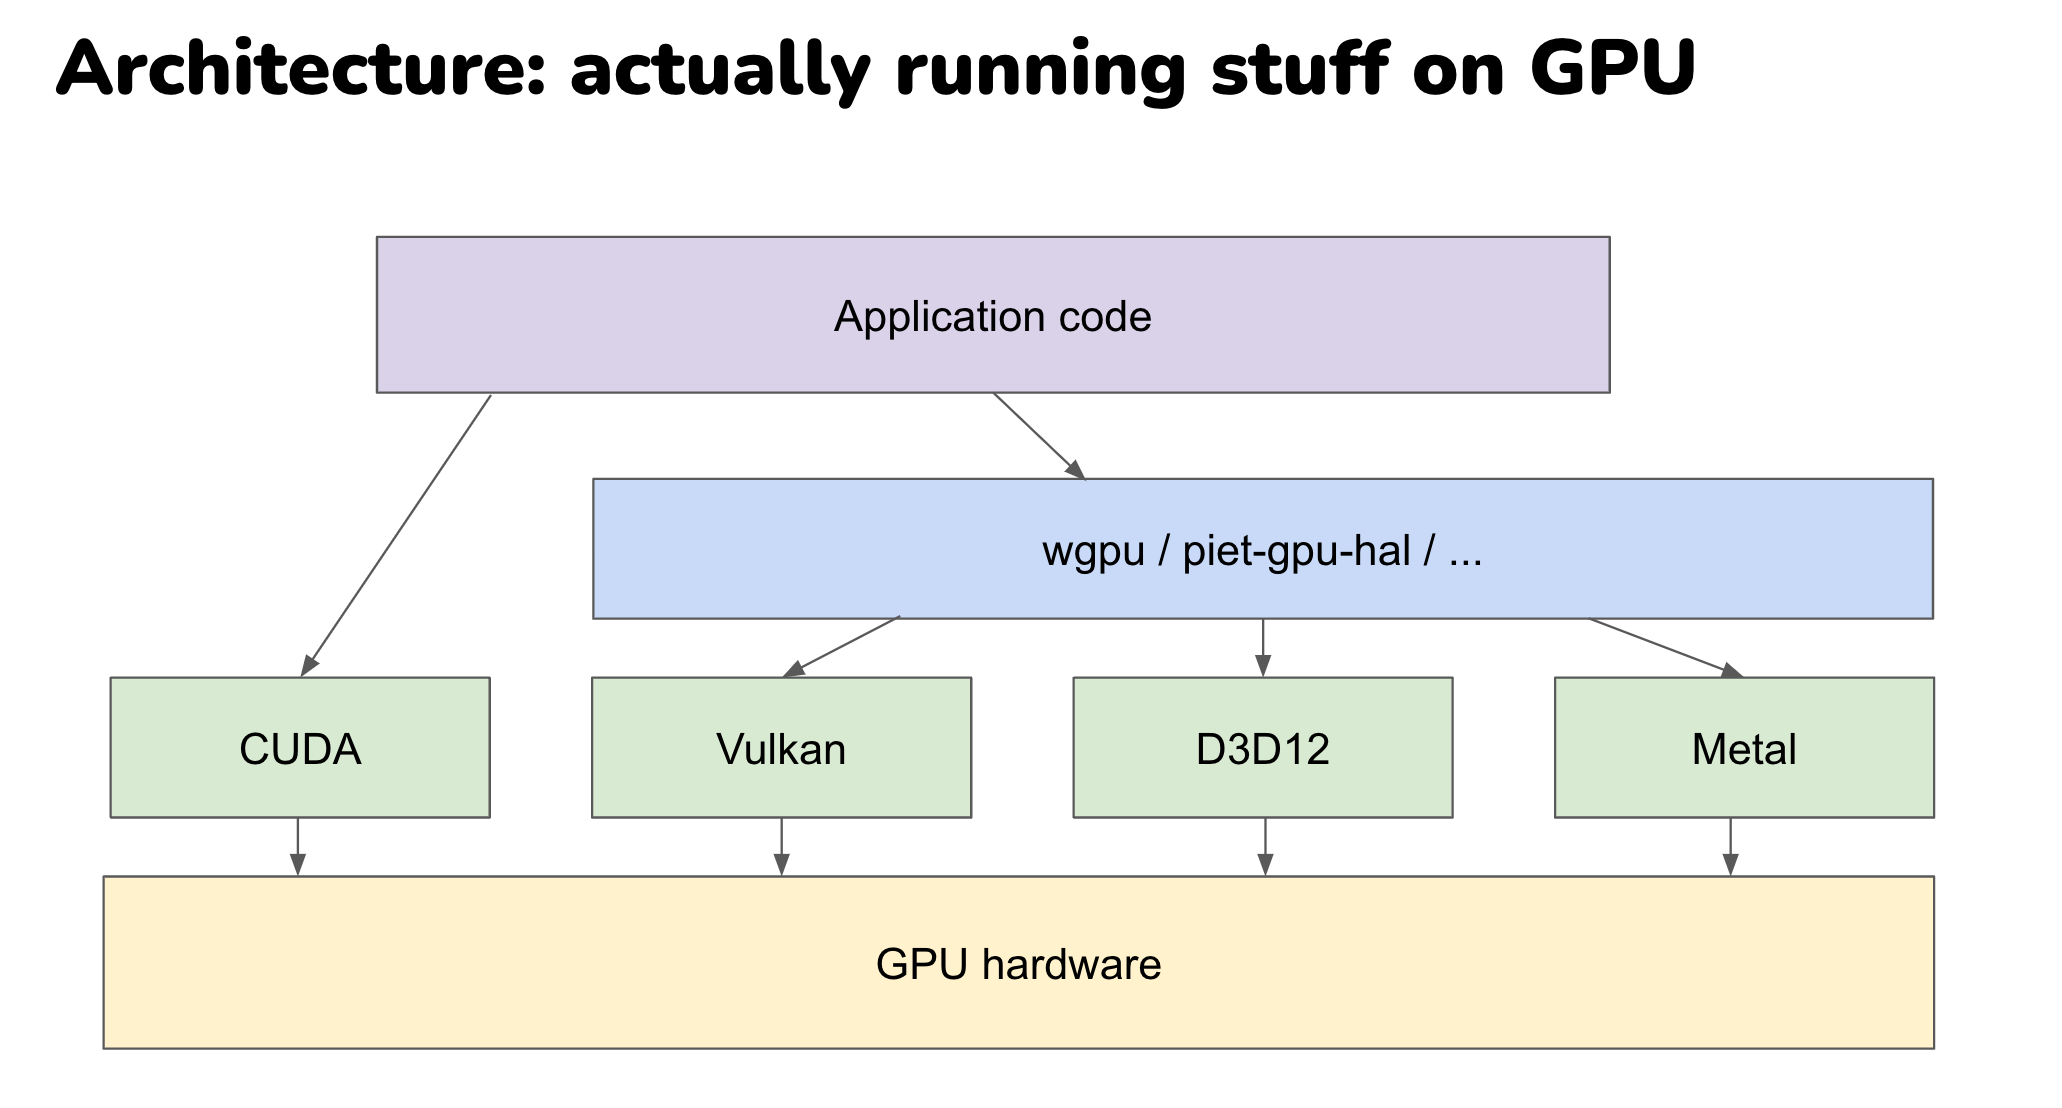 Architecture: actually running stuff on GPU
Application code
wgpu / piet-gpu-hal / ...
CUDA
Vulkan
D3D12
Metal
GPU hardware